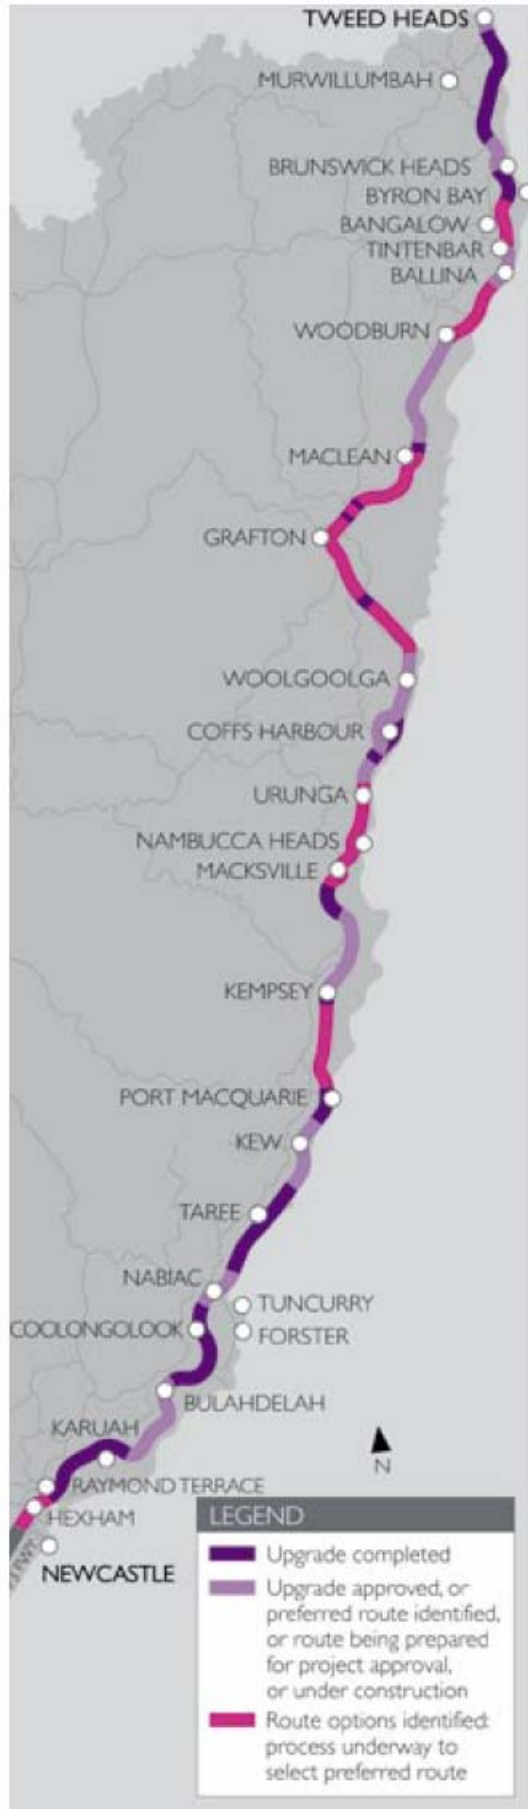 TWEED HEADS
MURWILLUMBAH
BRUNSWICK HEADS
BYRON BAY
BANGALOW
TINTENBAR
BALLINA
WOODBURN
MACLEAN
GRAFTON
WOOLGOOLGA
COFFS HARBOUR
URUNGA
NAMBUCCA HEADS
MACKSVILLE
KEMPSEY
PORT MACQUARIE
KEW
TAREE
NABIAC
TUNCURRY
COOLONGOLOOK
FORSTER
BULAHDELAH
KARUAH
N
RAYMOND TERRACE
HEXHAM
NEWCASTLE
LEGEND
Upgrade completed
Upgrade approved, or
preferred route identified,
or route being prepared
for project approval,
or under construction
Route options identified:
process underway to
select preferred route